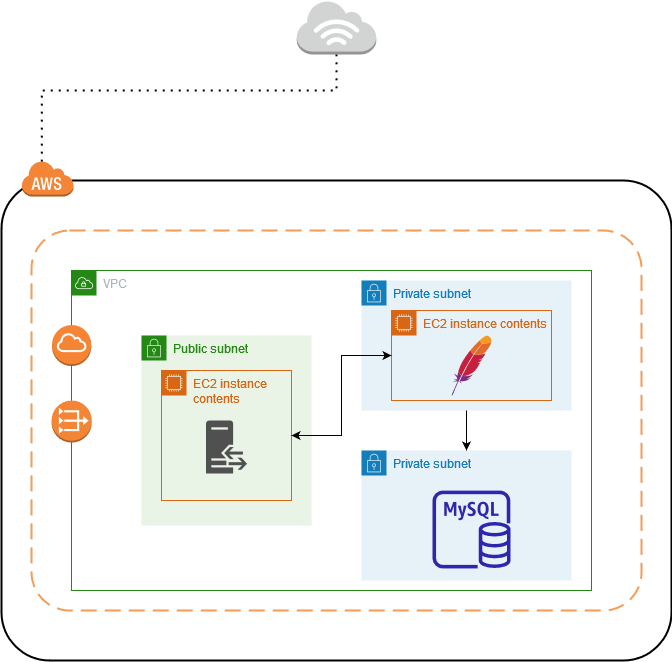 AWS
VPC
Private subnet
EC2 instance contents
Public subnet
EC2 instance
contents
Private subnet
MySQL